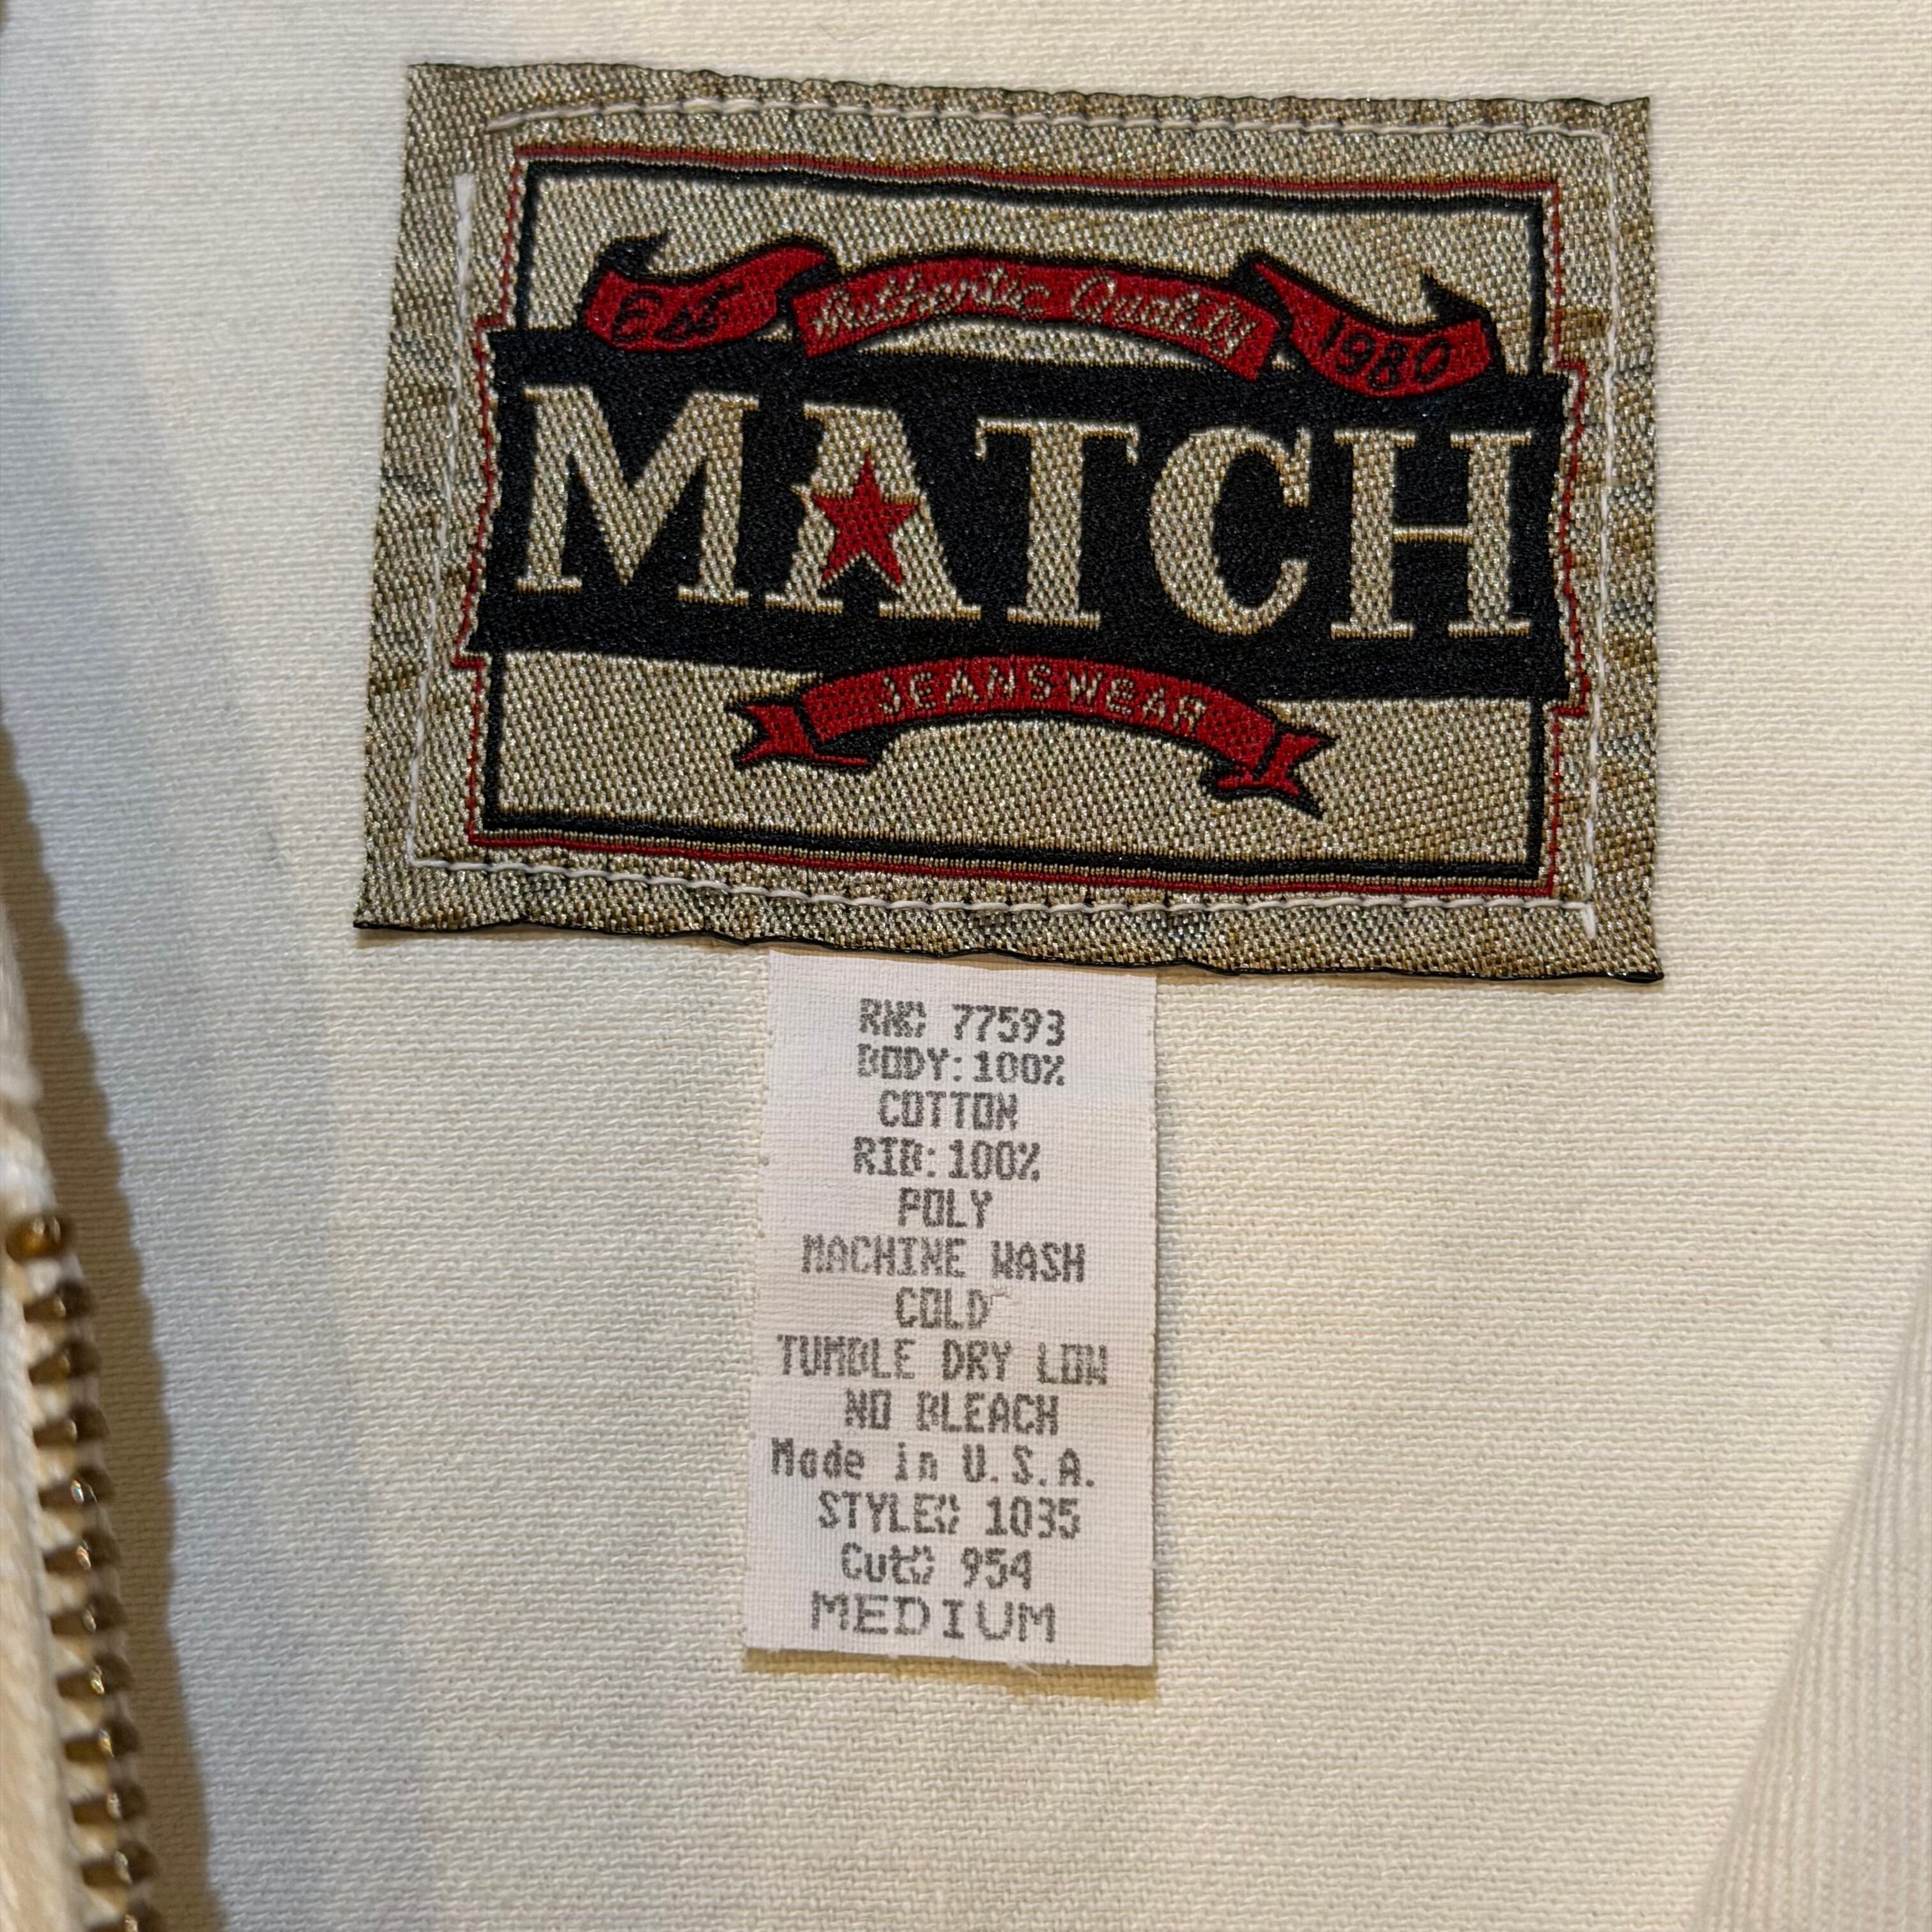 Est Authentic Quality 1980
MATCH
JEANSWEAR
RN# 77593
BODY: 100%
COTTON
RIB: 100%
POLY
MACHINE WASH
COLD
TUMBLE DRY LOW
NO BLEACH
Made in U.S.A.
STYLE# 1035
Cut# 954
MEDIUM